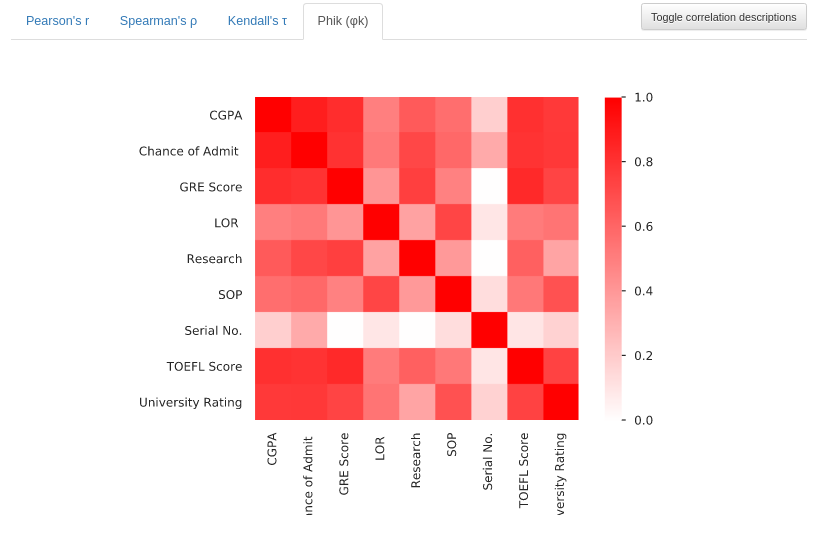 Pearson's r Spearman's ρ Kendall's τ Phik (φk) Toggle correlation descriptions
CGPA
Chance of Admit
GRE Score
LOR
Research
SOP
Serial No.
TOEFL Score
University Rating
1.0
0.8
0.6
0.4
0.2
0.0
CGPA
nce of Admit
GRE Score
LOR
Research
SOP
Serial No.
TOEFL Score
versity Rating